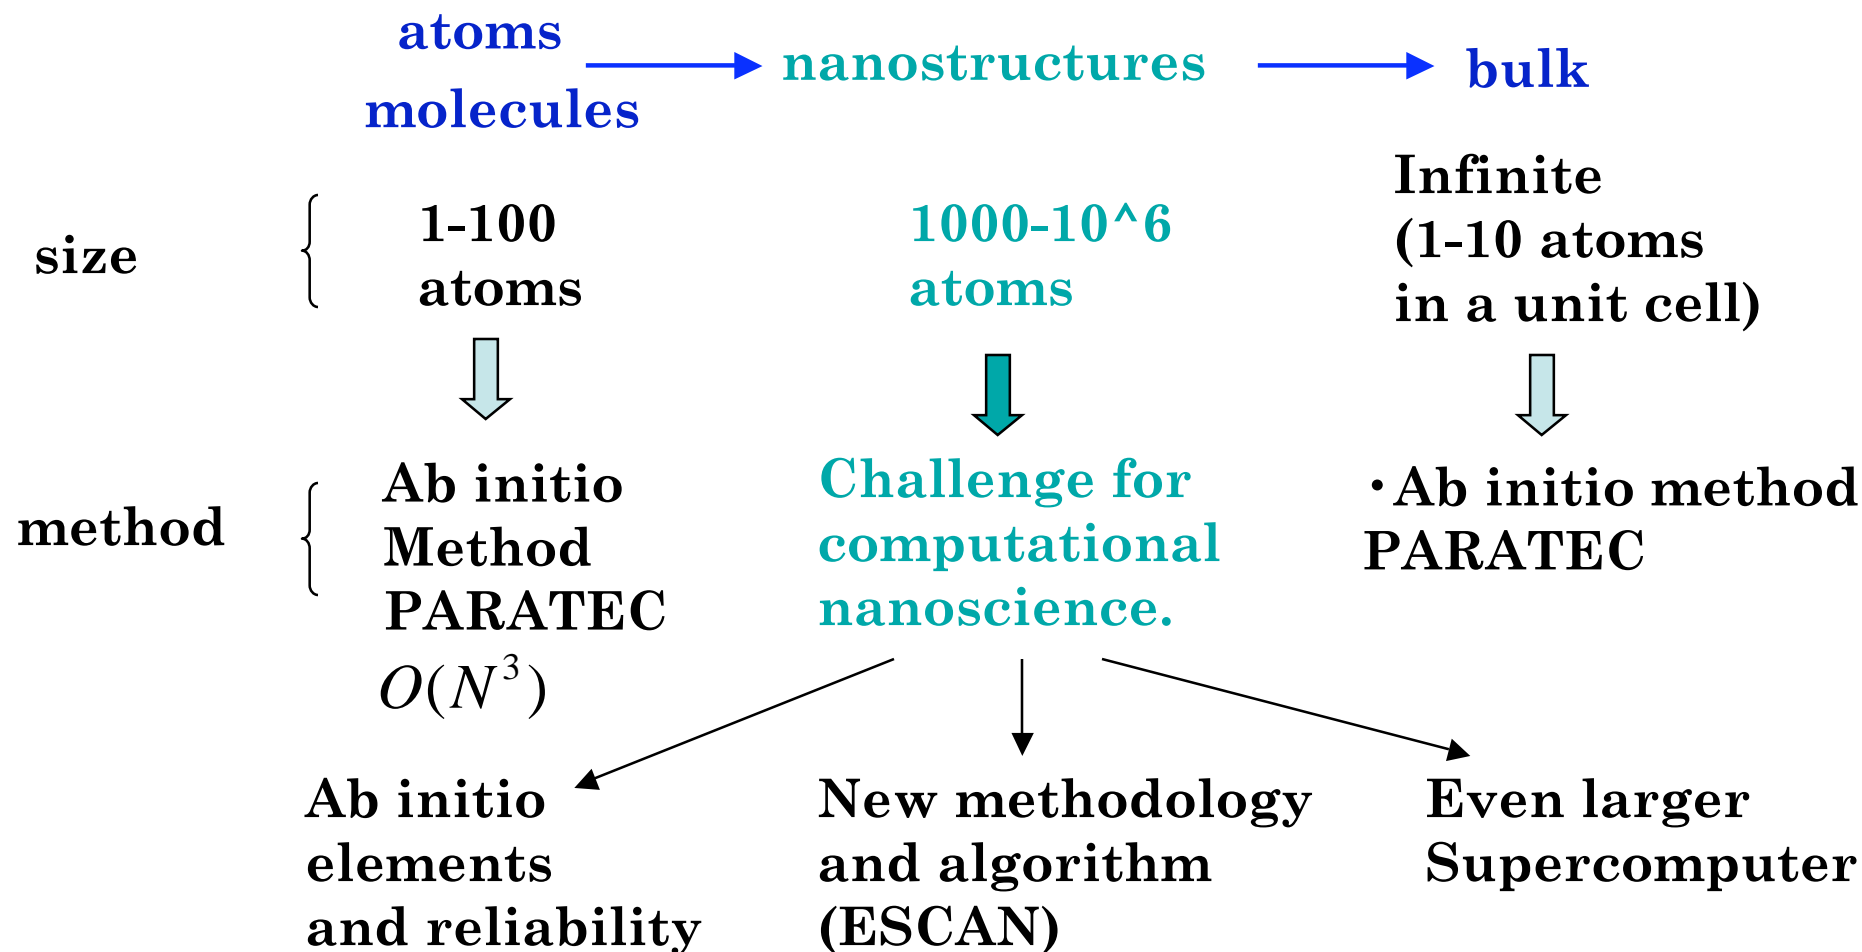 atoms
molecules
nanostructures
bulk
size
1-100
atoms
1000-10^6
atoms
Infinite
(1-10 atoms
in a unit cell)
method
Ab initio
Method
PARATEC
O(N³)
Challenge for
computational
nanoscience.
·Ab initio method
PARATEC
Ab initio
elements
and reliability
New methodology
and algorithm
(ESCAN)
Even larger
Supercomputer